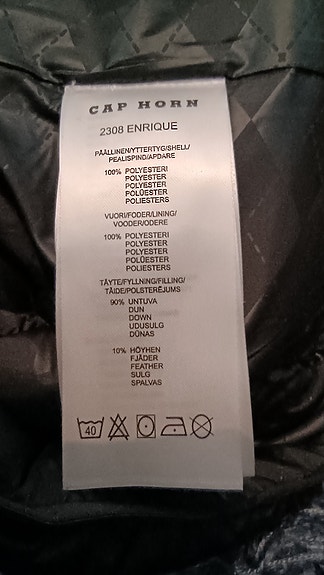 CAP HORN
2308 ENRIQUE
PÄÄLLINEN/YTTERTYG/SHELL/
PEALISPIND/APDARE
100% POLYESTERI
POLYESTER
POLYESTER
POLÜESTER
POLIESTERS
VUORI/FODER/LINING/
VOODER/ODERE
100% POLYESTERI
POLYESTER
POLYESTER
POLÜESTER
POLIESTERS
TÄYTE/FYLLNING/FILLING/
TÄIDE/POLSTERĒJUMS
90% UNTUVA
DUN
DOWN
UDUSULG
DŪNAS
10% HÖYHEN
FJÄDER
FEATHER
SULG
SPALVAS
40